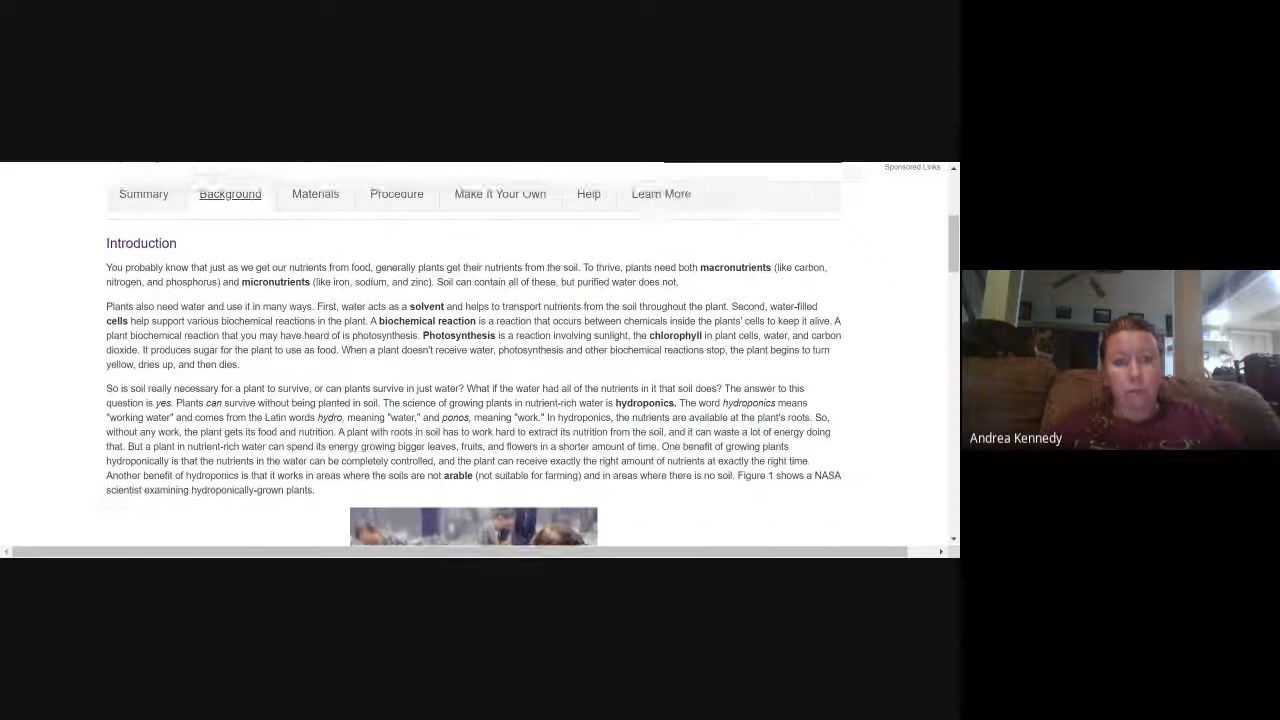 Sponsored Links
Summary Background Materials Procedure Make It Your Own Help Learn More
Introduction
You probably know that just as we get our nutrients from food, generally plants get their nutrients from the soil. To thrive, plants need both macronutrients (like carbon,
nitrogen, and phosphorus) and micronutrients (like iron, sodium, and zinc). Soil can contain all of these, but purified water does not.
Plants also need water and use it in many ways. First, water acts as a solvent and helps to transport nutrients from the soil throughout the plant. Second, water-filled
cells help support various biochemical reactions in the plant. A biochemical reaction is a reaction that occurs between chemicals inside the plants' cells to keep it alive. A
plant biochemical reaction that you may have heard of is photosynthesis. Photosynthesis is a reaction involving sunlight, the chlorophyll in plant cells, water, and carbon
dioxide. It produces sugar for the plant to use as food. When a plant doesn't receive water, photosynthesis and other biochemical reactions stop, the plant begins to turn
yellow, dries up, and then dies.
So is soil really necessary for a plant to survive, or can plants survive in just water? What if the water had all of the nutrients in it that soil does? The answer to this
question is yes. Plants can survive without being planted in soil. The science of growing plants in nutrient-rich water is hydroponics. The word hydroponics means
"working water" and comes from the Latin words hydro, meaning "water," and ponos, meaning "work." In hydroponics, the nutrients are available at the plant's roots. So,
without any work, the plant gets its food and nutrition. A plant with roots in soil has to work hard to extract its nutrition from the soil, and it can waste a lot of energy doing
that. But a plant in nutrient-rich water can spend its energy growing bigger leaves, fruits, and flowers in a shorter amount of time. One benefit of growing plants
hydroponically is that the nutrients in the water can be completely controlled, and the plant can receive exactly the right amount of nutrients at exactly the right time.
Another benefit of hydroponics is that it works in areas where the soils are not arable (not suitable for farming) and in areas where there is no soil. Figure 1 shows a NASA
scientist examining hydroponically-grown plants.
Andrea Kennedy